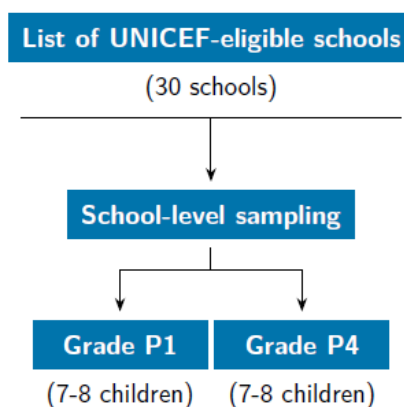 List of UNICEF-eligible schools
(30 schools)
School-level sampling
Grade P1 Grade P4
(7-8 children) (7-8 children)